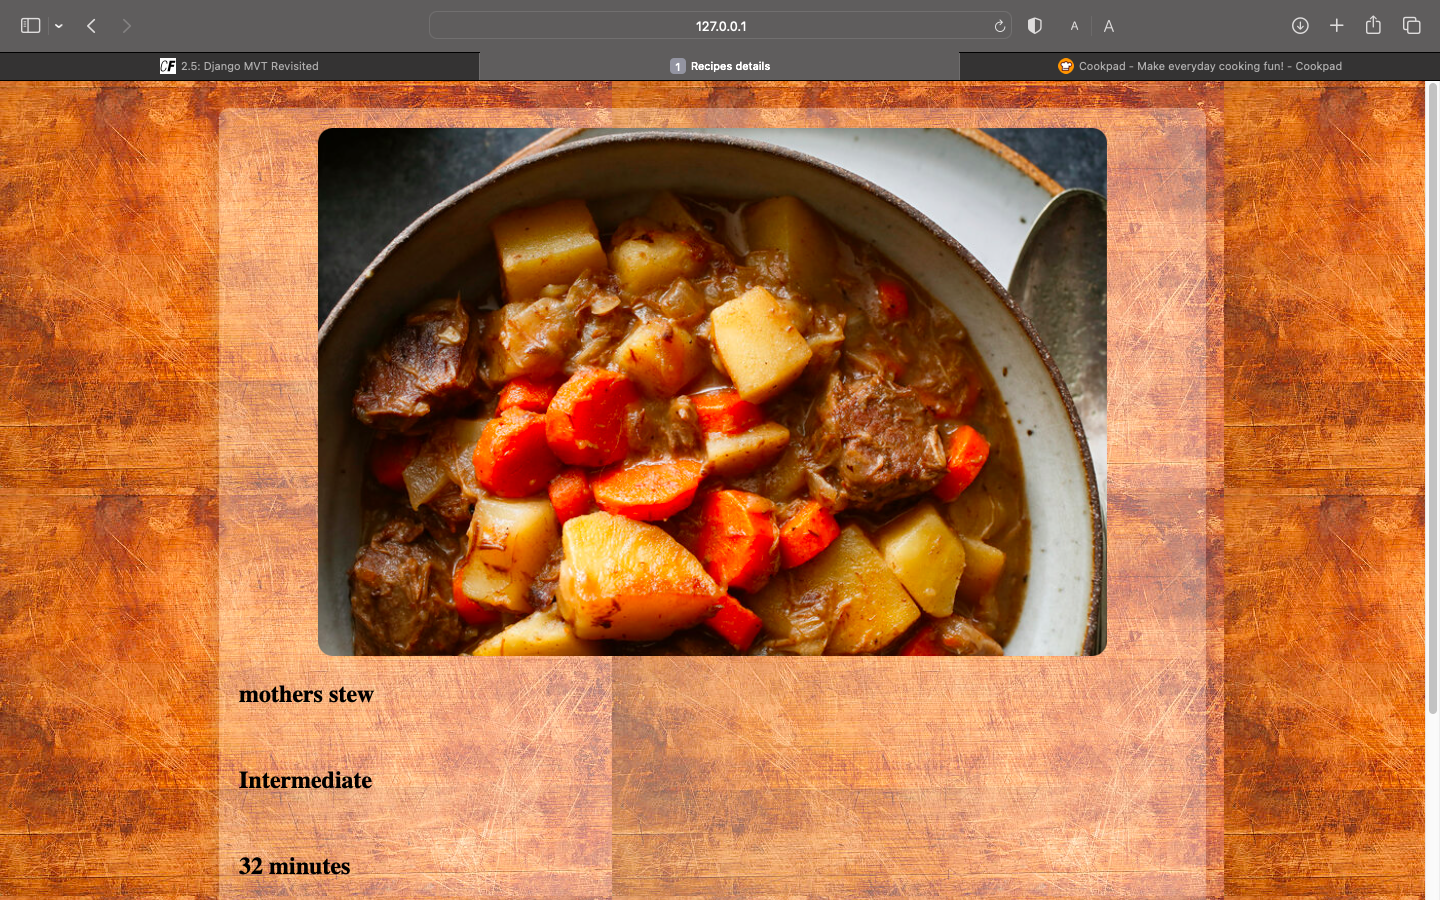 127.0.0.1
A A
CF 2.5: Django MVT Revisited
1 Recipes details
Cookpad - Make everyday cooking fun! - Cookpad
mothers stew
Intermediate
32 minutes